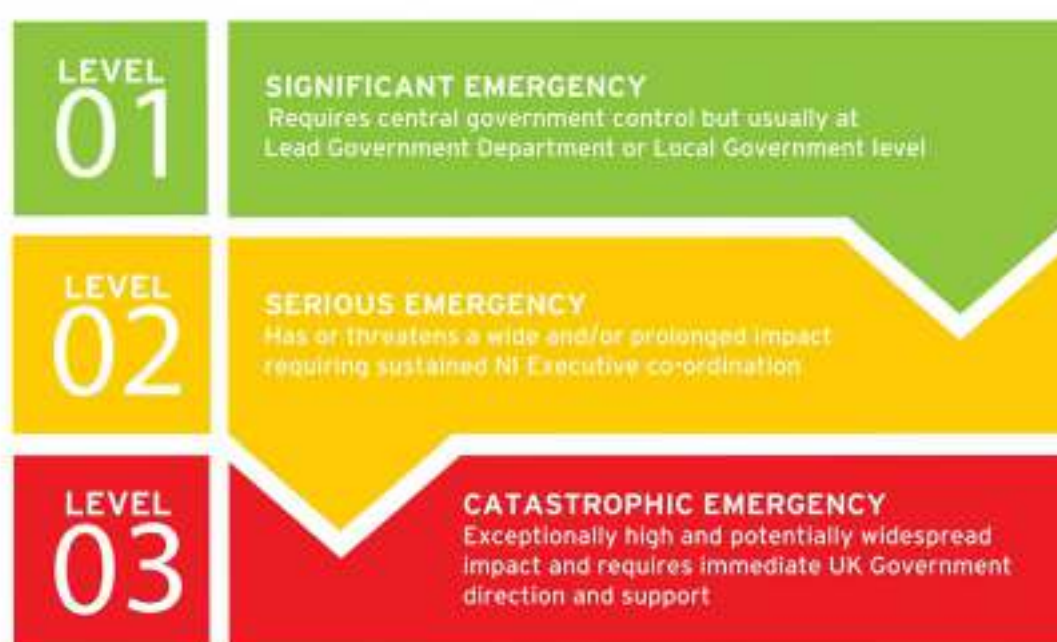 LEVEL
01
SIGNIFICANT EMERGENCY
Requires central government control but usually at
Lead Government Department or Local Government level
LEVEL
02
SERIOUS EMERGENCY
Has or threatens a wide and/or prolonged impact
requiring sustained NI Executive co-ordination
LEVEL
03
CATASTROPHIC EMERGENCY
Exceptionally high and potentially widespread
impact and requires immediate UK Government
direction and support